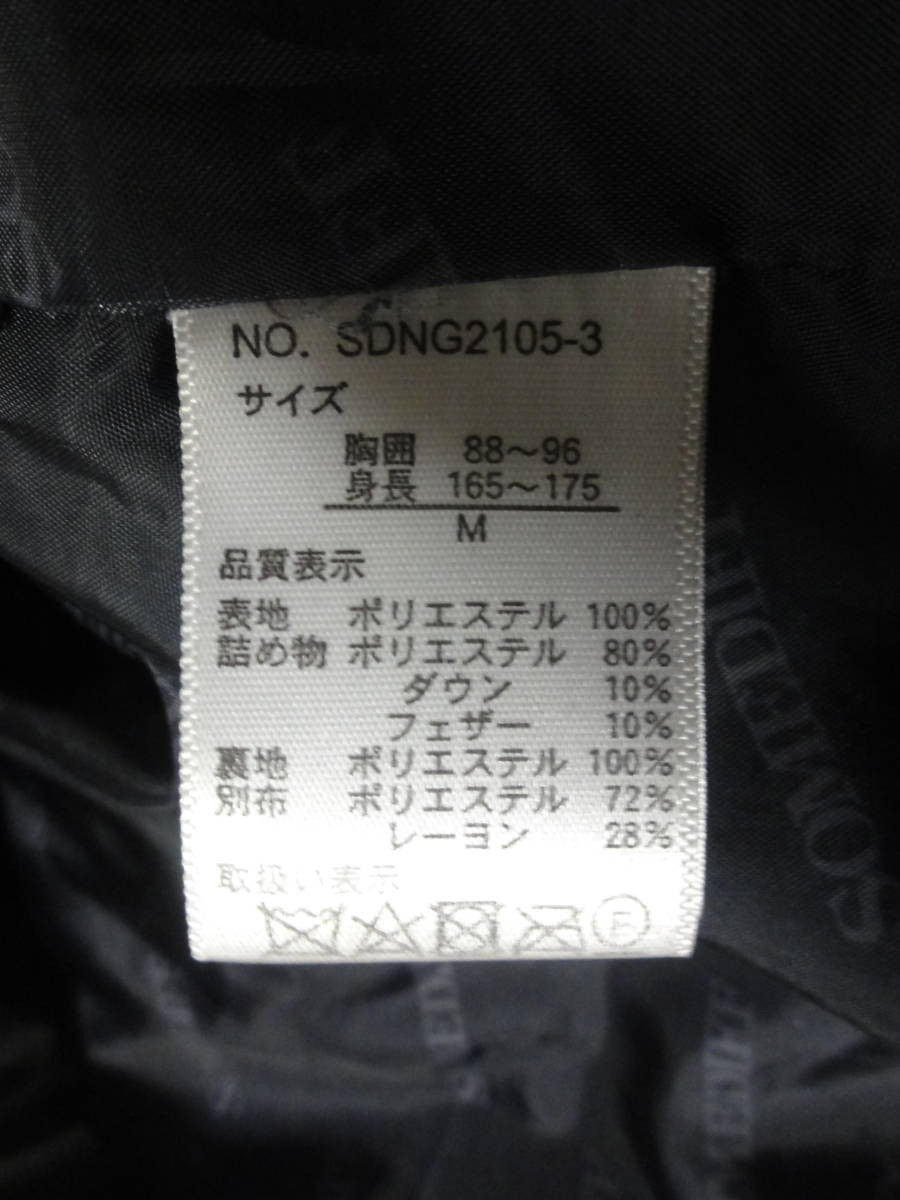 NO. SDNG2105-3
サイズ
胸囲 88～96
身長 165～175
M
品質表示
表地 ポリエステル 100%
詰め物 ポリエステル 80%
ダウン 10%
フェザー 10%
裏地 ポリエステル 100%
別布 ポリエステル 72%
レーヨン 28%
取扱い表示
F